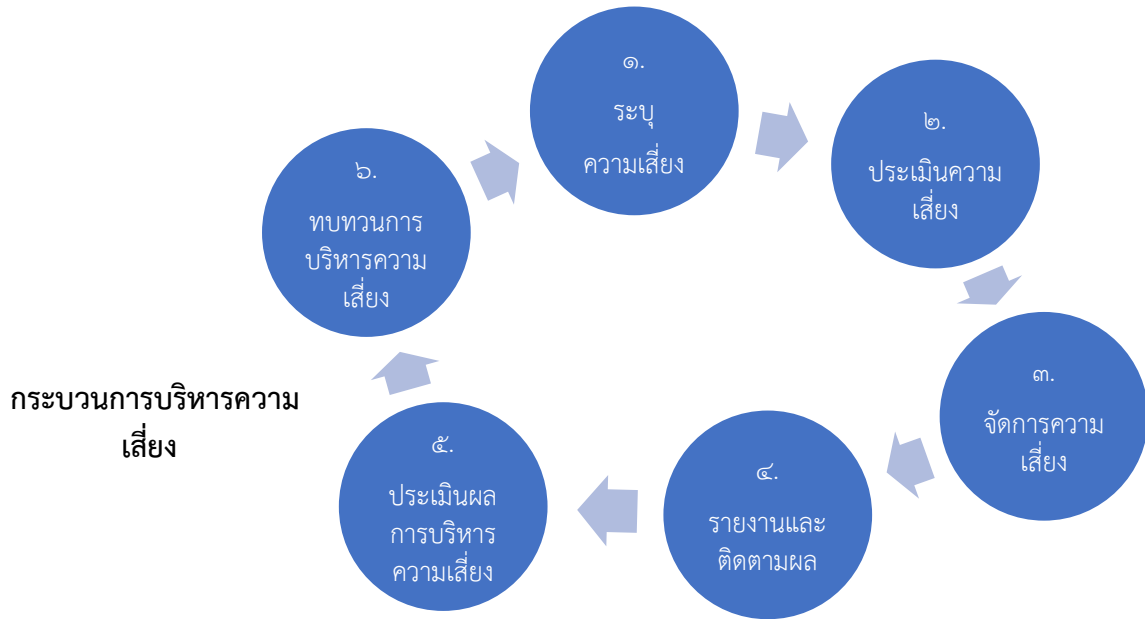 ๑.
ระบุ
ความเสี่ยง
๒.
ประเมินความ
เสี่ยง
๓.
จัดการความ
เสี่ยง
๔.
รายงานและ
ติดตามผล
๕.
ประเมินผล
การบริหาร
ความเสี่ยง
๖.
ทบทวนการ
บริหารความ
เสี่ยง
กระบวนการบริหารความ
เสี่ยง